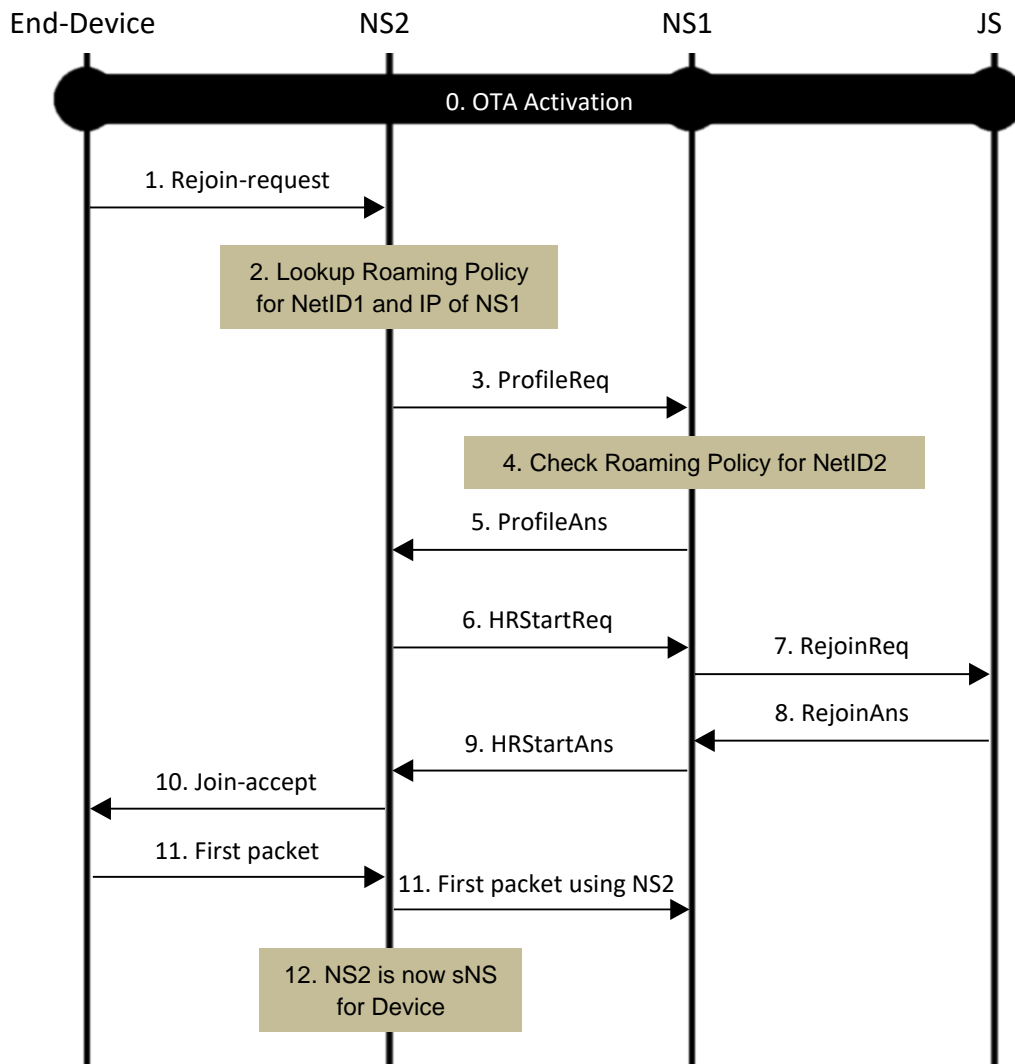 End-Device NS2 NS1 JS
0. OTA Activation
1. Rejoin-request
2. Lookup Roaming Policy
for NetID1 and IP of NS1
3. ProfileReq
4. Check Roaming Policy for NetID2
5. ProfileAns
6. HRStartReq
7. RejoinReq
8. RejoinAns
9. HRStartAns
10. Join-accept
11. First packet
11. First packet using NS2
12. NS2 is now sNS
for Device